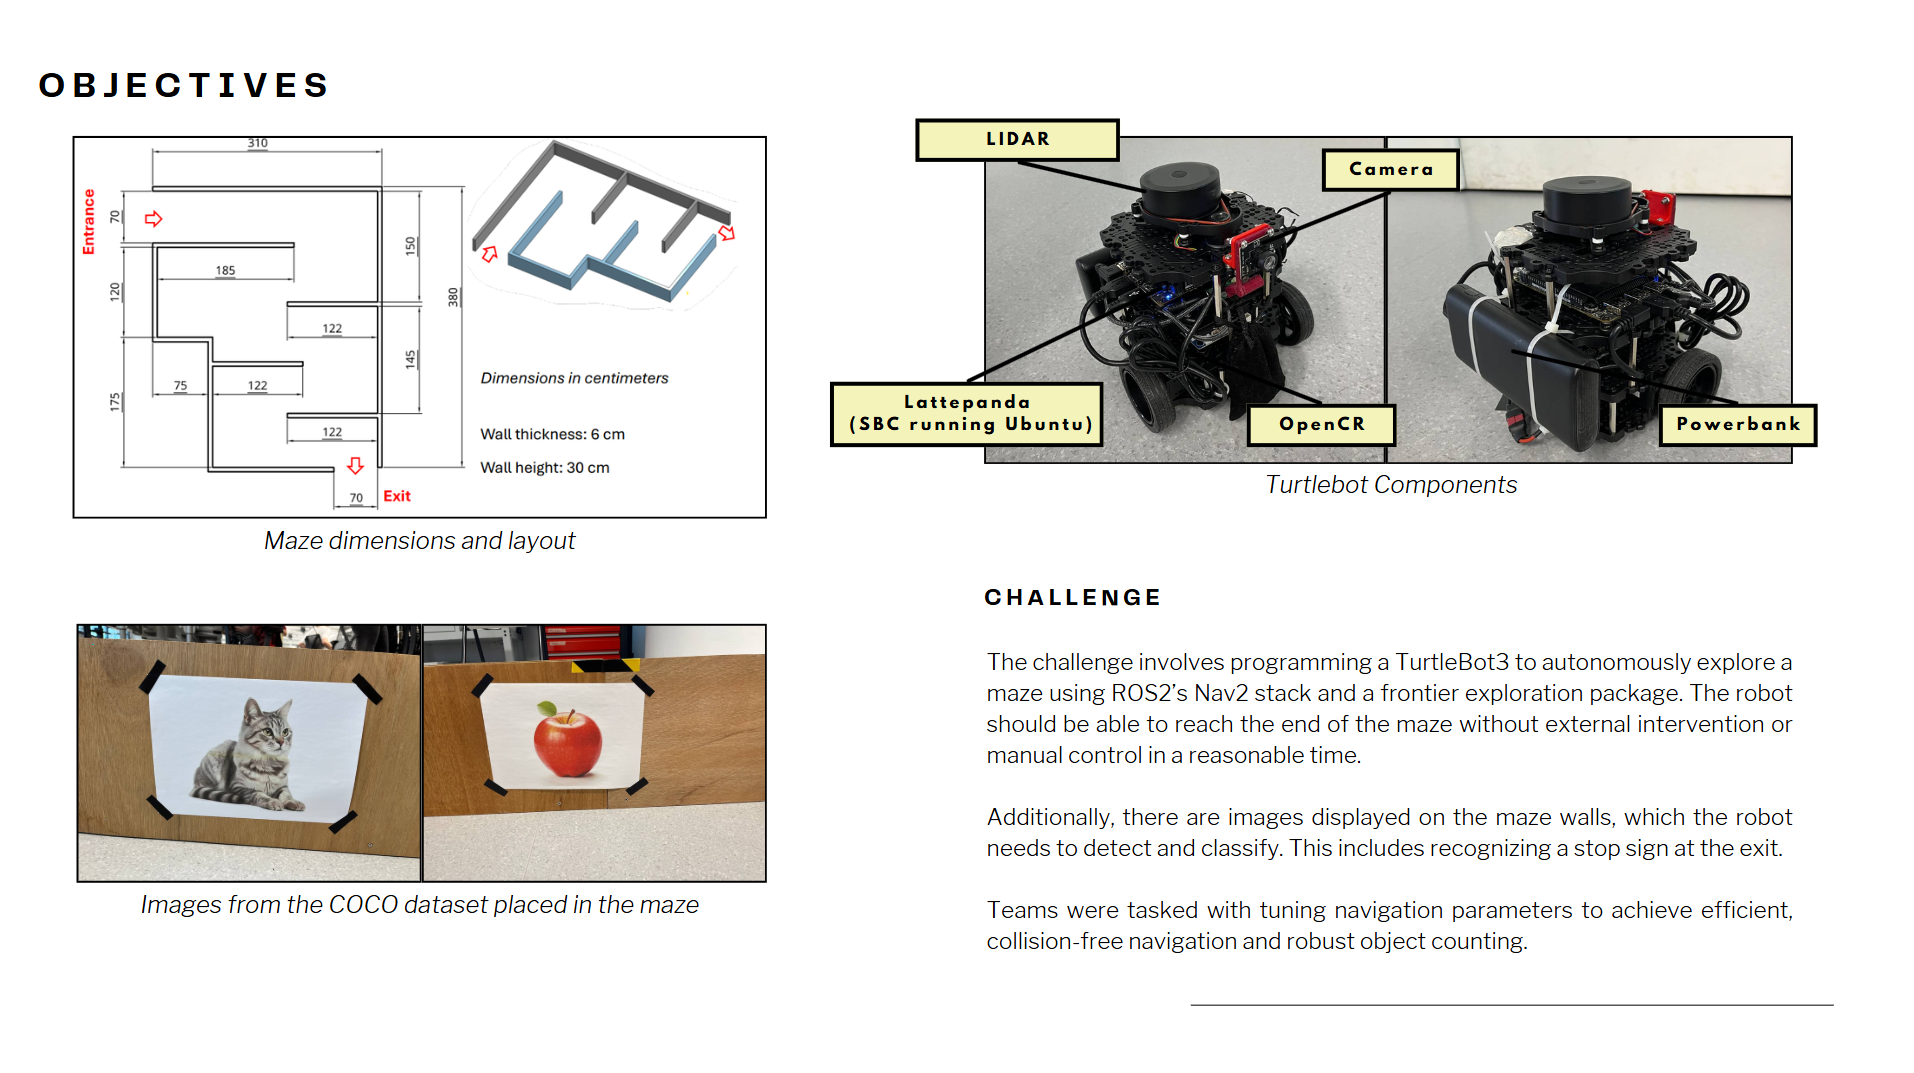 OBJECTIVES
310
Entrance
70
185
120
122
150
380
145
75
122
175
122
70
Exit
Dimensions in centimeters
Wall thickness: 6 cm
Wall height: 30 cm
Maze dimensions and layout
LIDAR
Camera
Lattepanda
(SBC running Ubuntu)
OpenCR
Powerbank
Turtlebot Components
Images from the COCO dataset placed in the maze
CHALLENGE
The challenge involves programming a TurtleBot3 to autonomously explore a
maze using ROS2’s Nav2 stack and a frontier exploration package. The robot
should be able to reach the end of the maze without external intervention or
manual control in a reasonable time.
Additionally, there are images displayed on the maze walls, which the robot
needs to detect and classify. This includes recognizing a stop sign at the exit.
Teams were tasked with tuning navigation parameters to achieve efficient,
collision-free navigation and robust object counting.